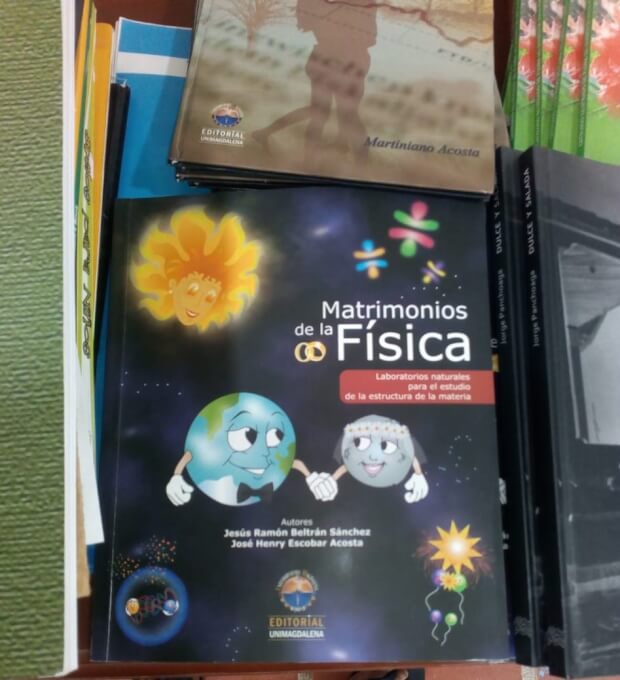 EDITORIAL
UNIMAGDALENA
Martiniano Acosta
Matrimonios
de la
Física
Laboratorios naturales
para el estudio
de la estructura de la materia
Autores
Jesús Ramón Beltrán Sánchez
José Henry Escobar Acosta
EDITORIAL
UNIMAGDALENA
Jorge Panchoaga DULCE Y SALADA
Jorge Panchoaga DULCE Y SALADA